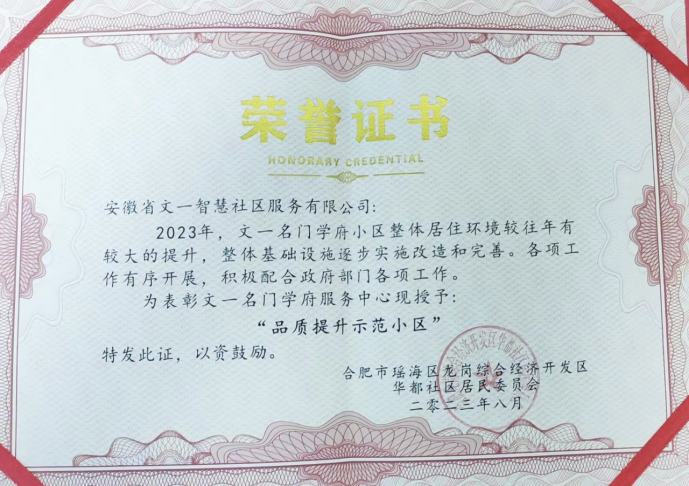 荣誉证书
HONORARY CREDENTIAL
安徽省文一智慧社区服务有限公司:
2023年，文一名门学府小区整体居住环境较往年有
较大的提升，整体基础设施逐步实施改造和完善。各项工
作有序开展，积极配合政府部门各项工作。
为表彰文一名门学府服务中心现授予:
“品质提升示范小区”
特发此证，以资鼓励。
合肥市瑶海区龙岗综合经济开发区
华都社区居民委员会
二零二三年八月